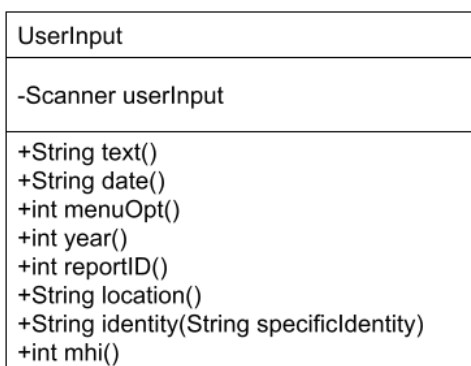 UserInput
-Scanner userInput
+String text()
+String date()
+int menuOpt()
+int year()
+int reportID()
+String location()
+String identity(String specificIdentity)
+int mhi()